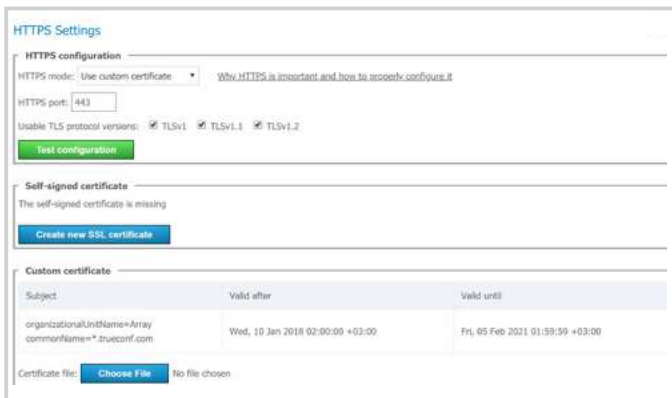 HTTPS Settings
HTTPS configuration
HTTPS mode: Use custom certificate Why HTTPS is important and how to properly configure it
HTTPS port: 443
Usable TLS protocol versions: TLSv1 TLSv1.1 TLSv1.2
Test configuration
Self-signed certificate
The self-signed certificate is missing
Create new SSL certificate
Custom certificate
Subject Valid after Valid until
organizationalUnitName=Array
commonName=*.trueconf.com
Wed, 10 Jan 2018 02:00:00 +03:00 Fri, 05 Feb 2021 01:59:59 +03:00
Certificate file: Choose File No file chosen